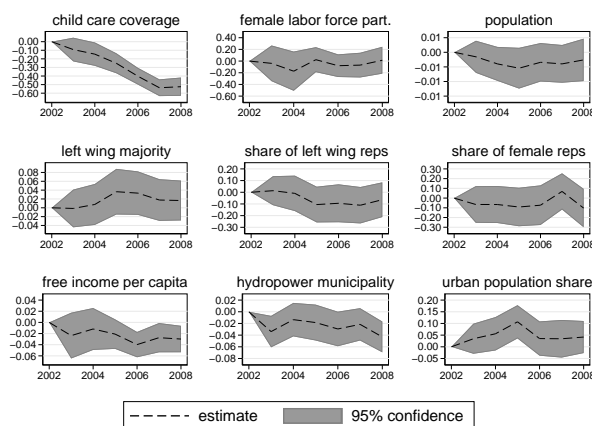 child care coverage
0.00
−0.10
−0.20
−0.30
−0.40
−0.50
−0.60
2002 2004 2006 2008
female labor force part.
0.40
0.20
0.00
−0.20
−0.40
−0.60
2002 2004 2006 2008
population
0.01
0.00
−0.01
−0.01
2002 2004 2006 2008
left wing majority
0.08
0.06
0.04
0.02
0.00
−0.02
−0.04
2002 2004 2006 2008
share of left wing reps
0.20
0.10
0.00
−0.10
−0.20
−0.30
2002 2004 2006 2008
share of female reps
0.30
0.20
0.10
0.00
−0.10
−0.20
−0.30
2002 2004 2006 2008
free income per capita
0.04
0.02
0.00
−0.02
−0.04
−0.06
2002 2004 2006 2008
hydropower municipality
0.02
0.00
−0.02
−0.04
−0.06
−0.08
2002 2004 2006 2008
urban population share
0.20
0.15
0.10
0.05
0.00
−0.05
2002 2004 2006 2008
estimate 95% confidence